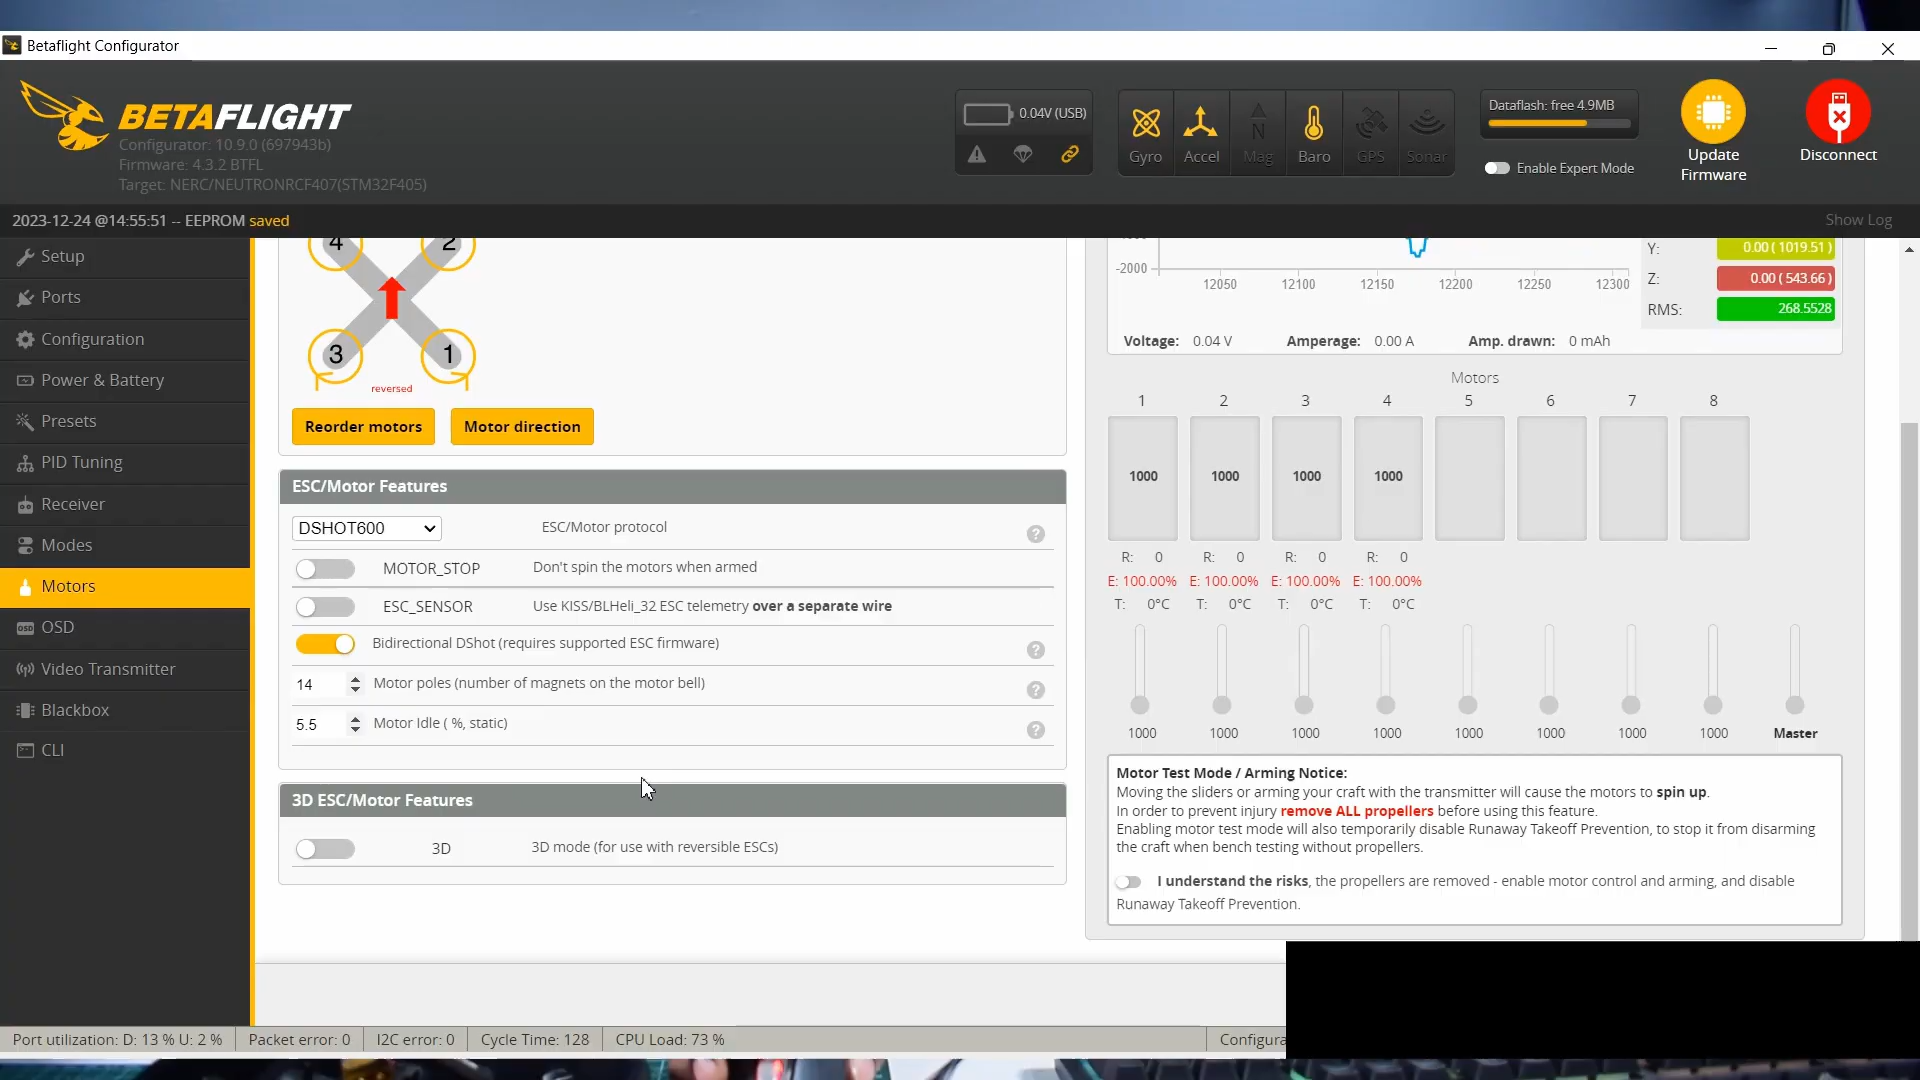 Betaflight Configurator
BETAFLIGHT
Configurator: 10.9.0 (697943b)
Firmware: 4.3.2 BTFL
Target: NERC/NEUTRONRCF407(STM32F405)
0.04V (USB)
Gyro
Accel
Mag
Baro
GPS
Sonar
Dataflash: free 4.9MB
Enable Expert Mode
Update
Firmware
Disconnect
2023-12-24 @14:55:51 -- EEPROM saved
Show Log
Setup
Ports
Configuration
Power & Battery
Presets
PID Tuning
Receiver
Modes
Motors
OSD
Video Transmitter
Blackbox
CLI
4
2
3
1
reversed
Reorder motors
Motor direction
ESC/Motor Features
DSHOT600
ESC/Motor protocol
?
MOTOR_STOP
Don't spin the motors when armed
ESC_SENSOR
Use KISS/BLHeli_32 ESC telemetry over a separate wire
Bidirectional DShot (requires supported ESC firmware)
?
14
Motor poles (number of magnets on the motor bell)
?
5.5
Motor Idle ( %, static)
?
3D ESC/Motor Features
3D
3D mode (for use with reversible ESCs)
-2000
12050 12100 12150 12200 12250 12300
Y: 0.00 ( 1019.51 )
Z: 0.00 ( 543.66 )
RMS: 268.5528
Voltage: 0.04 V Amperage: 0.00 A Amp. drawn: 0 mAh
Motors
1 2 3 4 5 6 7 8
1000 1000 1000 1000
R: 0 R: 0 R: 0 R: 0
E: 100.00% E: 100.00% E: 100.00% E: 100.00%
T: 0°C T: 0°C T: 0°C T: 0°C
1000 1000 1000 1000 1000 1000 1000 1000 Master
Motor Test Mode / Arming Notice:
Moving the sliders or arming your craft with the transmitter will cause the motors to spin up.
In order to prevent injury remove ALL propellers before using this feature.
Enabling motor test mode will also temporarily disable Runaway Takeoff Prevention, to stop it from disarming
the craft when bench testing without propellers.
I understand the risks, the propellers are removed - enable motor control and arming, and disable
Runaway Takeoff Prevention.
Port utilization: D: 13 % U: 2 % Packet error: 0 I2C error: 0 Cycle Time: 128 CPU Load: 73 % Configura